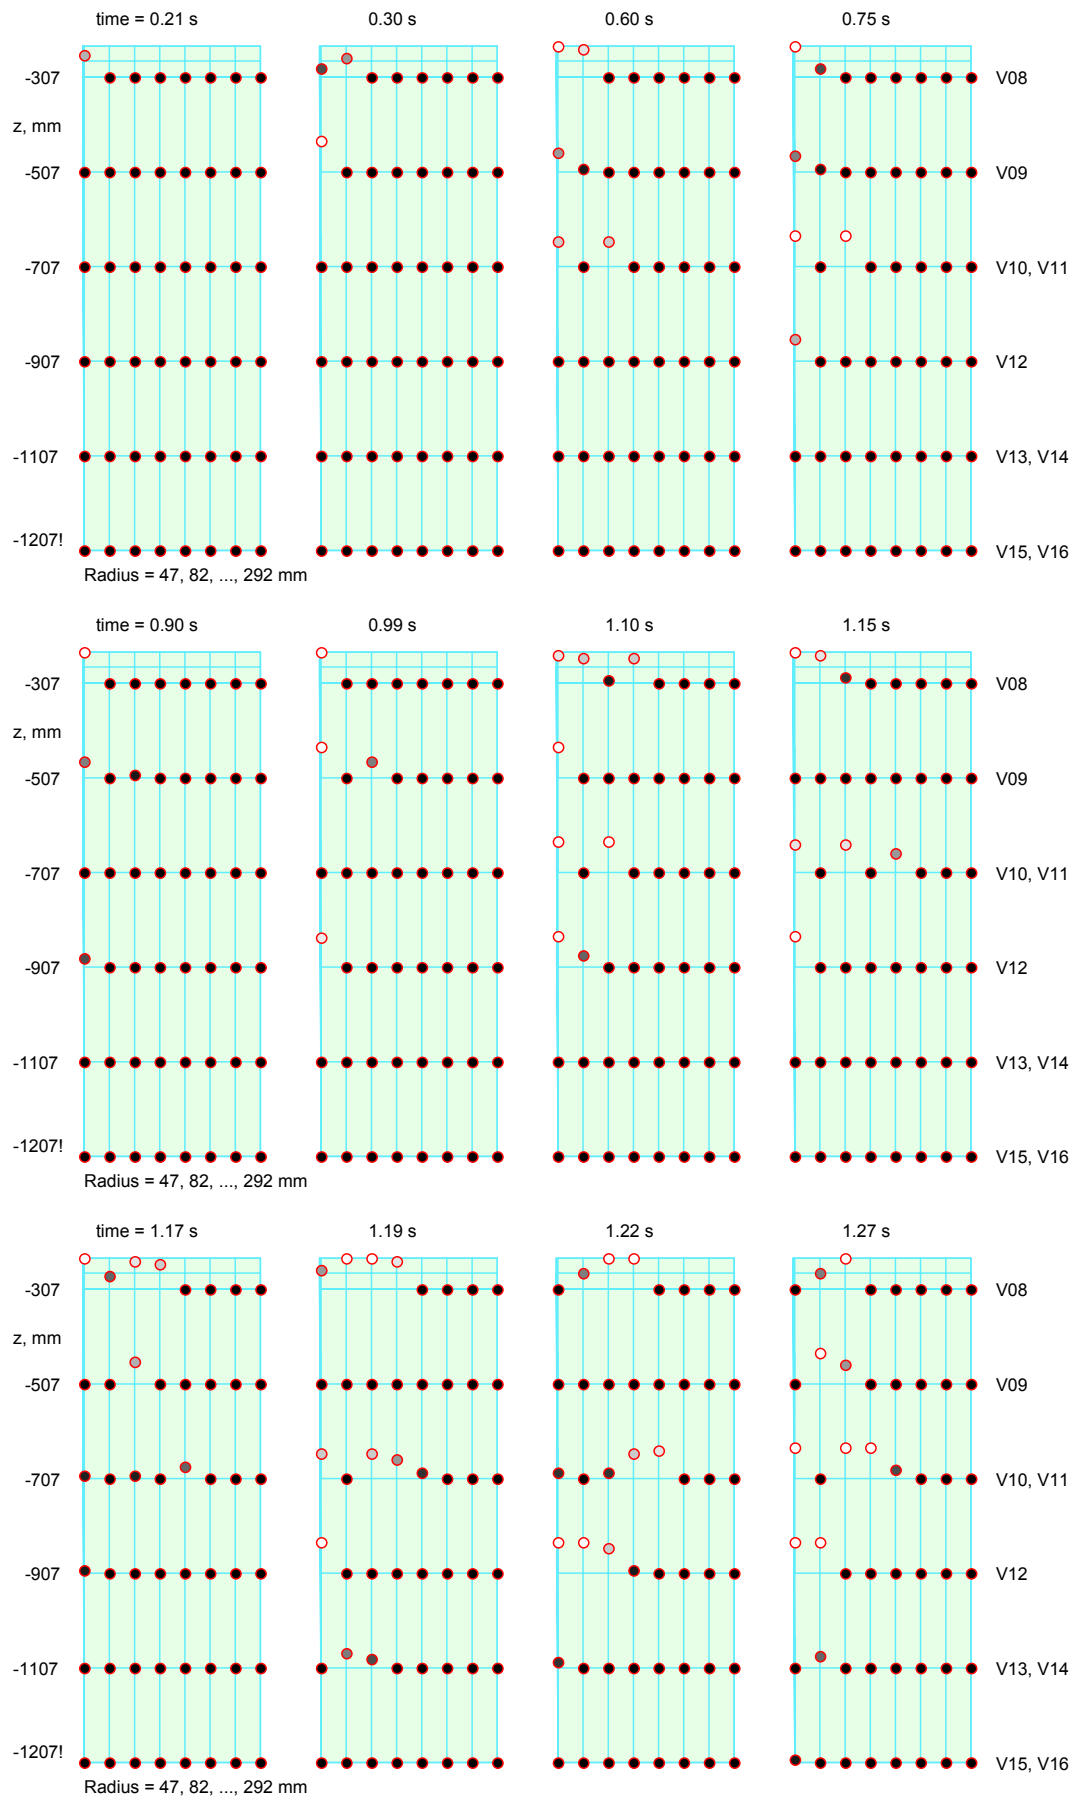 time = 0.21 s 0.30 s 0.60 s 0.75 s
-307 V08
z, mm
-507 V09
-707 V10, V11
-907 V12
-1107 V13, V14
-1207! V15, V16
Radius = 47, 82, ..., 292 mm
time = 0.90 s 0.99 s 1.10 s 1.15 s
-307 V08
z, mm
-507 V09
-707 V10, V11
-907 V12
-1107 V13, V14
-1207! V15, V16
Radius = 47, 82, ..., 292 mm
time = 1.17 s 1.19 s 1.22 s 1.27 s
-307 V08
z, mm
-507 V09
-707 V10, V11
-907 V12
-1107 V13, V14
-1207! V15, V16
Radius = 47, 82, ..., 292 mm